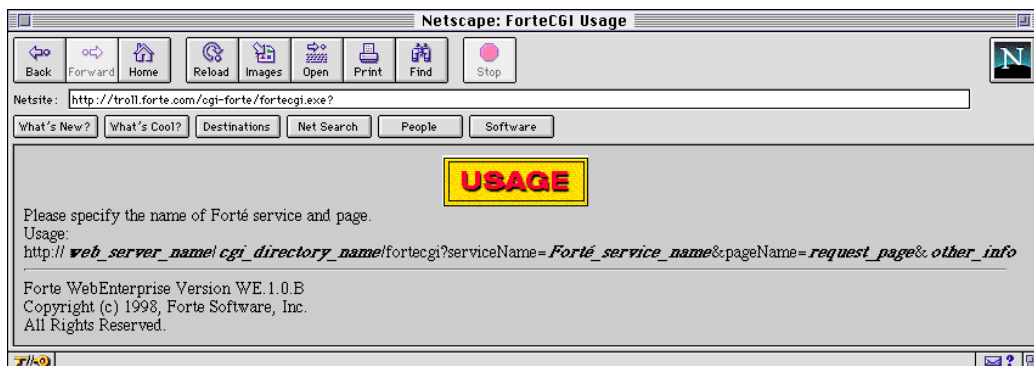 Netscape: ForteCGI Usage
Back Forward Home Reload Images Open Print Find Stop
N
Netsite: http://troll.forte.com/cgi-forte/fortecgi.exe?
What's New? What's Cool? Destinations Net Search People Software
USAGE
Please specify the name of Forté service and page.
Usage:
http:// web_server_name/ cgi_directory_name/fortecgi?serviceName=Forté_service_name&pageName=request_page& other_info
Forte WebEnterprise Version WE.1.0.B
Copyright (c) 1998, Forte Software, Inc.
All Rights Reserved.
?